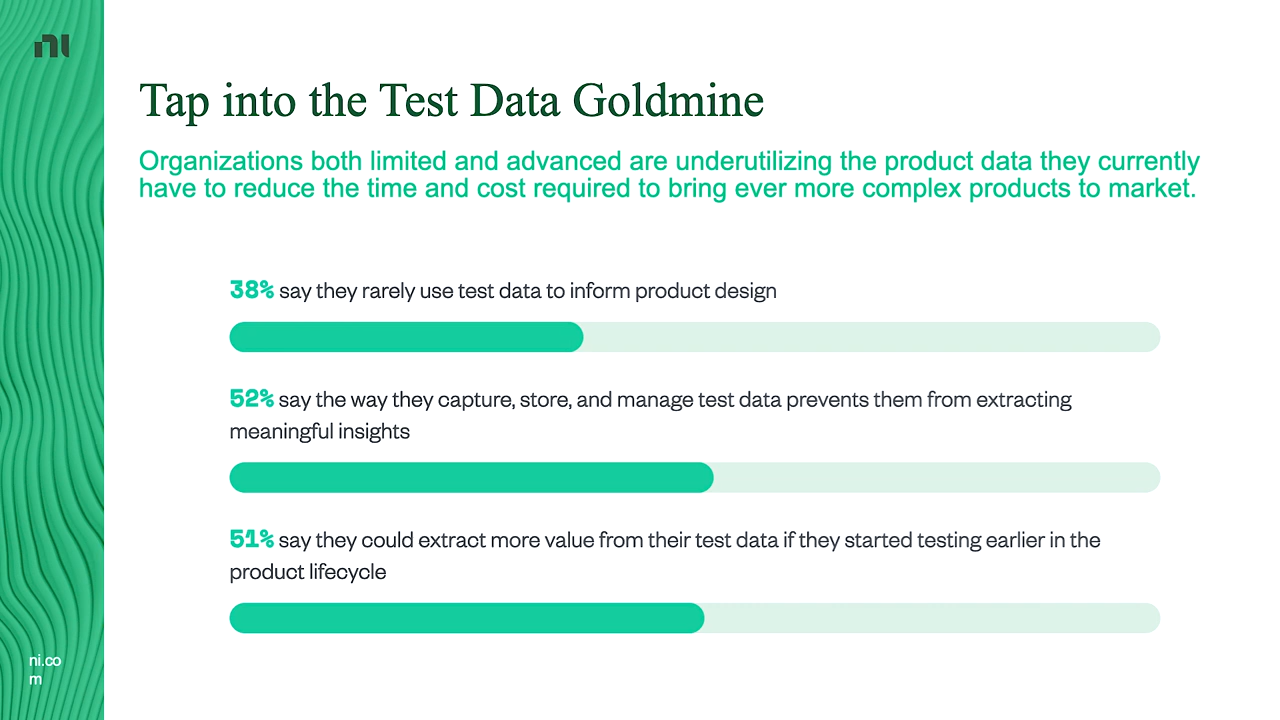 ni
Tap into the Test Data Goldmine
Organizations both limited and advanced are underutilizing the product data they currently
have to reduce the time and cost required to bring ever more complex products to market.
38% say they rarely use test data to inform product design
52% say the way they capture, store, and manage test data prevents them from extracting
meaningful insights
51% say they could extract more value from their test data if they started testing earlier in the
product lifecycle
ni.co
m